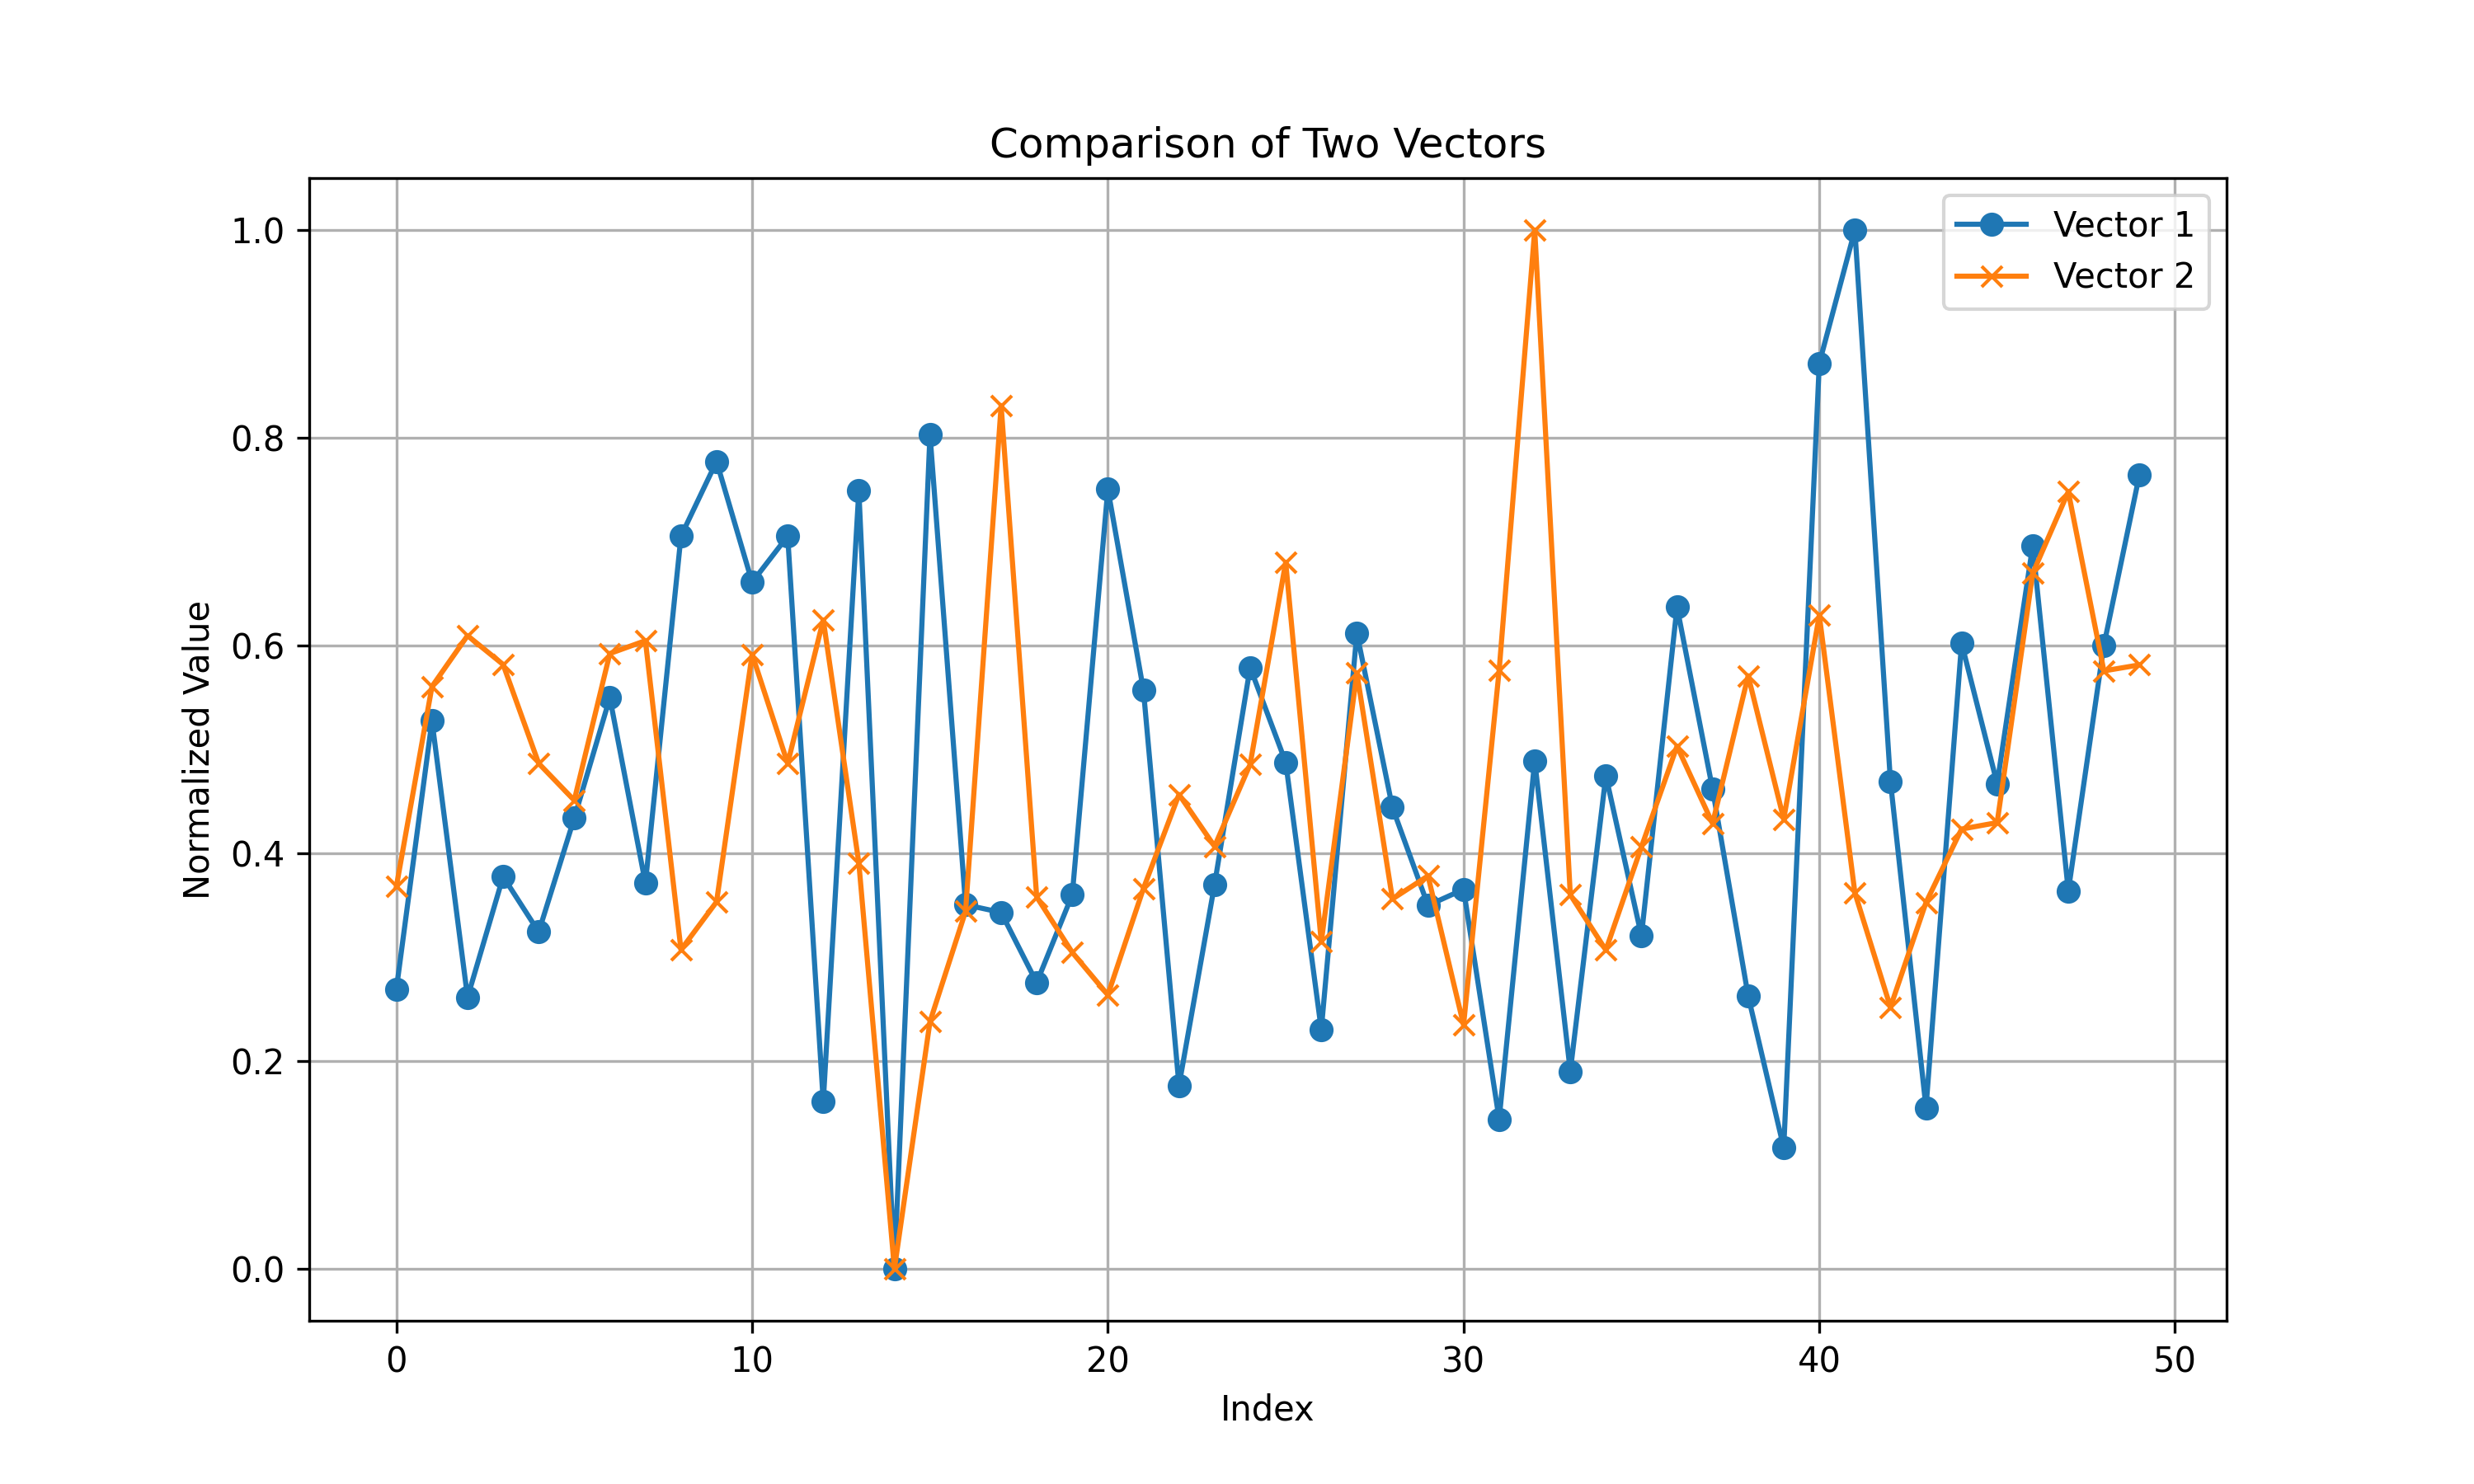 Comparison of Two Vectors
Vector 1
Vector 2
Normalized Value
1.0
0.8
0.6
0.4
0.2
0.0
0 10 20 30 40 50
Index